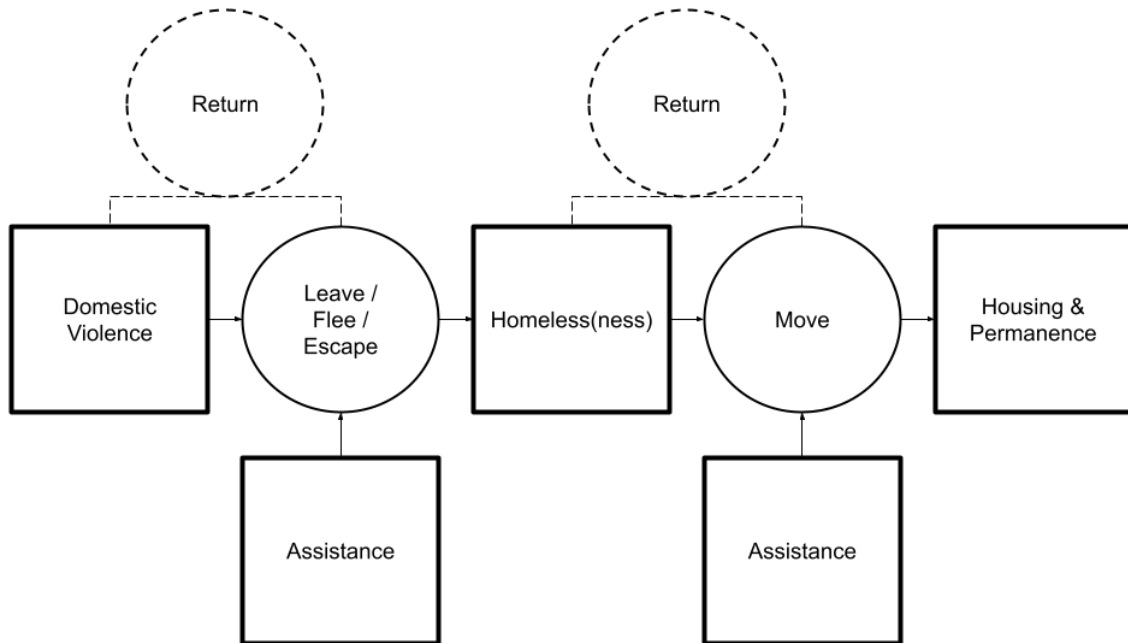 Return
Return
Domestic
Violence
Leave /
Flee /
Escape
Homeless(ness)
Move
Housing &
Permanence
Assistance
Assistance